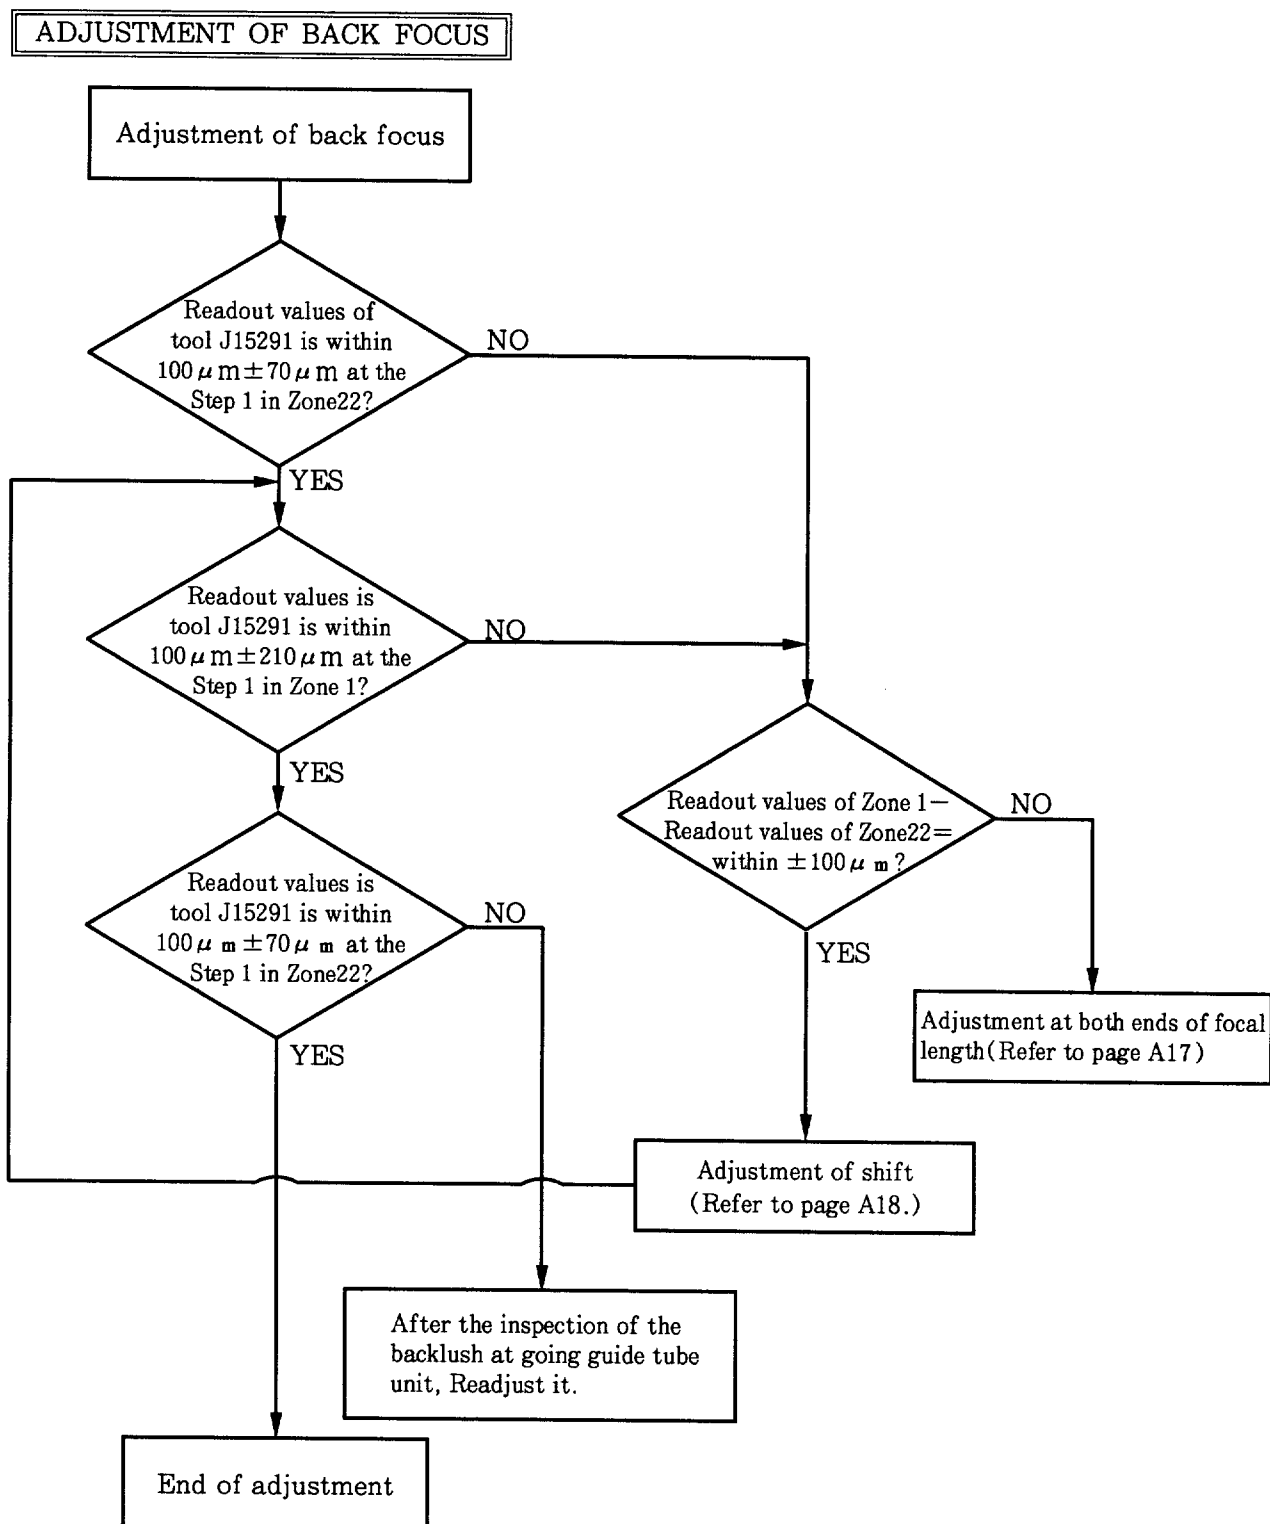 ADJUSTMENT OF BACK FOCUS
Adjustment of back focus
Readout values of
tool J15291 is within
100μm±70μm at the
Step 1 in Zone22?
NO
YES
Readout values is
tool J15291 is within
100μm±210μm at the
Step 1 in Zone 1?
NO
YES
Readout values of Zone 1−
Readout values of Zone22=
within ±100μm?
NO
YES
Readout values is
tool J15291 is within
100μm±70μm at the
Step 1 in Zone22?
NO
YES
Adjustment at both ends of focal
length(Refer to page A17)
Adjustment of shift
(Refer to page A18.)
After the inspection of the
backlush at going guide tube
unit, Readjust it.
End of adjustment